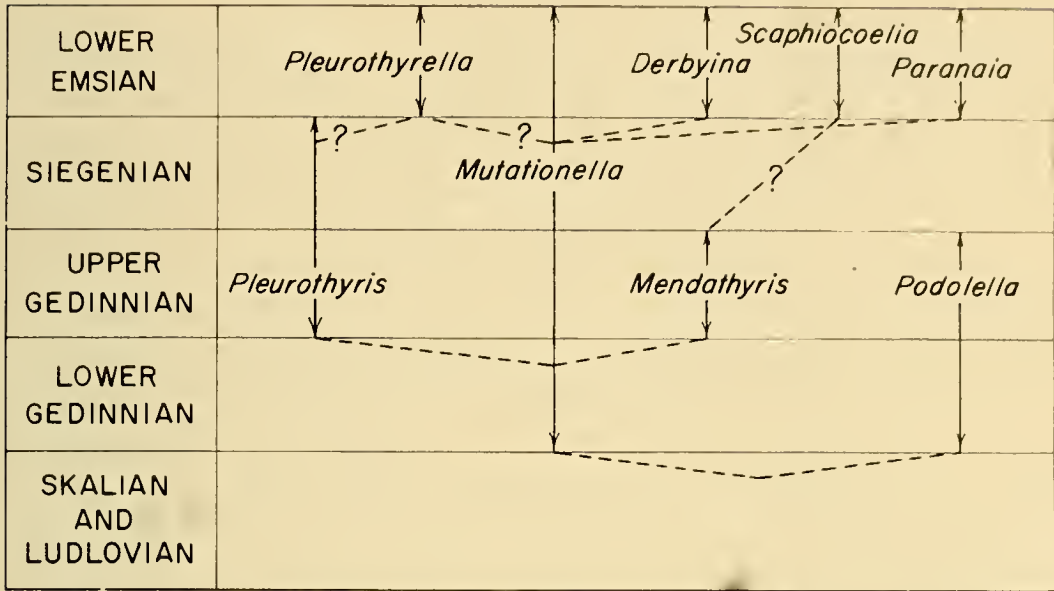 LOWER
EMSIAN
Pleurothyrella
Derbyina
Scaphiocoelia
Paranaia
SIEGENIAN
?
?
Mutationella
?
UPPER
GEDINNIAN
Pleurothyris
Mendathyris
Podolella
LOWER
GEDINNIAN
SKALIAN
AND
LUDLOVIAN